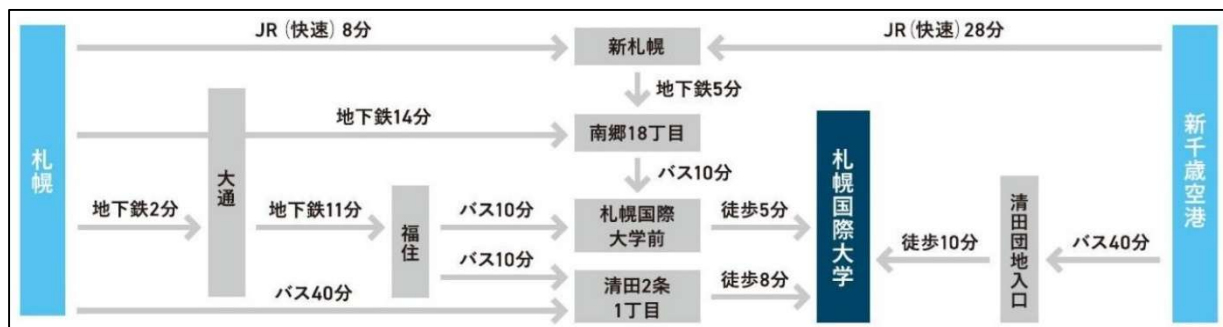 JR（快速）8分
JR（快速）28分
新札幌
地下鉄5分
地下鉄14分
南郷18丁目
バス10分
札幌
大通
福住
地下鉄2分
地下鉄11分
バス10分
札幌国際
大学前
徒歩5分
バス10分
清田2条
1丁目
徒歩8分
バス40分
札幌国際大学
徒歩10分
清田団地入口
バス40分
新千歳空港